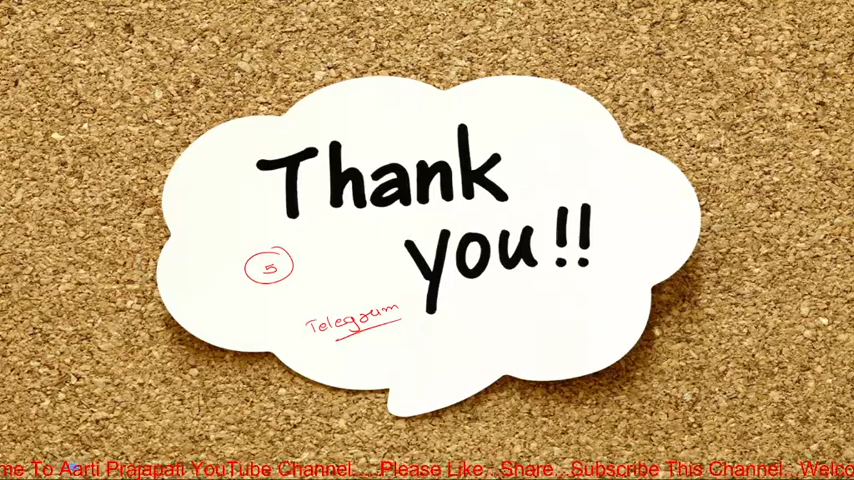 Thank
you!!
5
Telegram
me To Aarti Prajapati YouTube Channel.....Please Like...Share...Subscribe This Channel...Welco